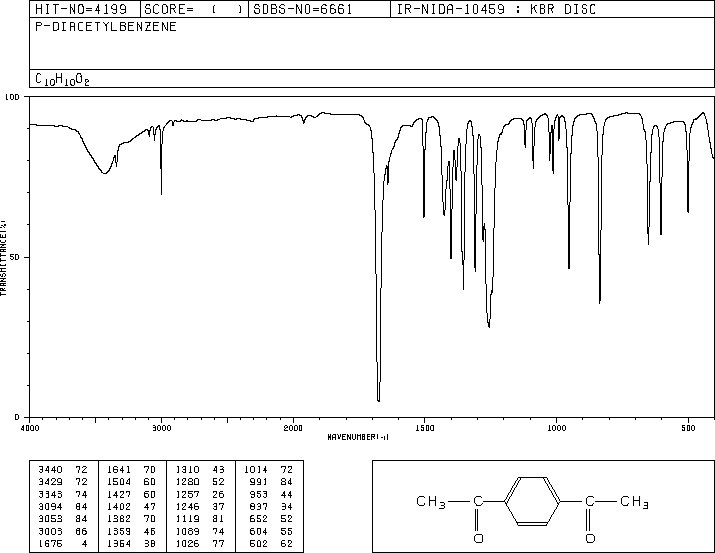 HIT-NO=4199 SCORE= ( ) SDBS-NO=6661 IR-NIDA-10459 : KBR DISC
P-DIACETYLBENZENE
C10H10O2
100
50
0
TRANSMITTANCE(%)
4000 3000 2000 1500 1000 500
WAVENUMBER(-1)
3440 72 1641 70 1310 43 1014 72
3429 72 1504 60 1280 52 991 84
3343 74 1427 60 1257 26 953 44
3094 84 1402 47 1246 37 837 34
3053 84 1382 70 1119 81 652 52
3003 66 1359 46 1089 74 604 55
1675 4 1354 38 1026 77 502 62
CH3 C C CH3
O O